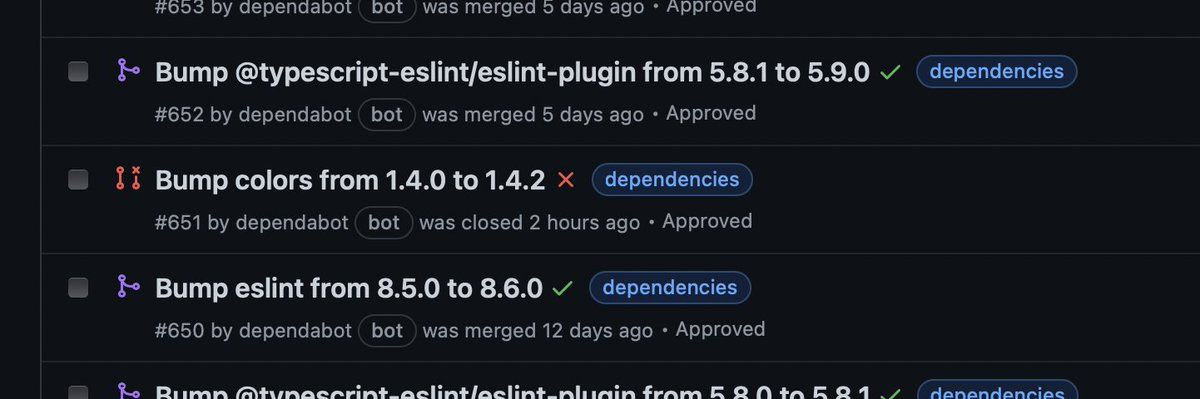 #653 by dependabot bot was merged 5 days ago • Approved
Bump @typescript-eslint/eslint-plugin from 5.8.1 to 5.9.0 dependencies
#652 by dependabot bot was merged 5 days ago • Approved
Bump colors from 1.4.0 to 1.4.2 dependencies
#651 by dependabot bot was closed 2 hours ago • Approved
Bump eslint from 8.5.0 to 8.6.0 dependencies
#650 by dependabot bot was merged 12 days ago • Approved
Bump @typescript-eslint/eslint-plugin from 5.8.0 to 5.8.1 dependencies